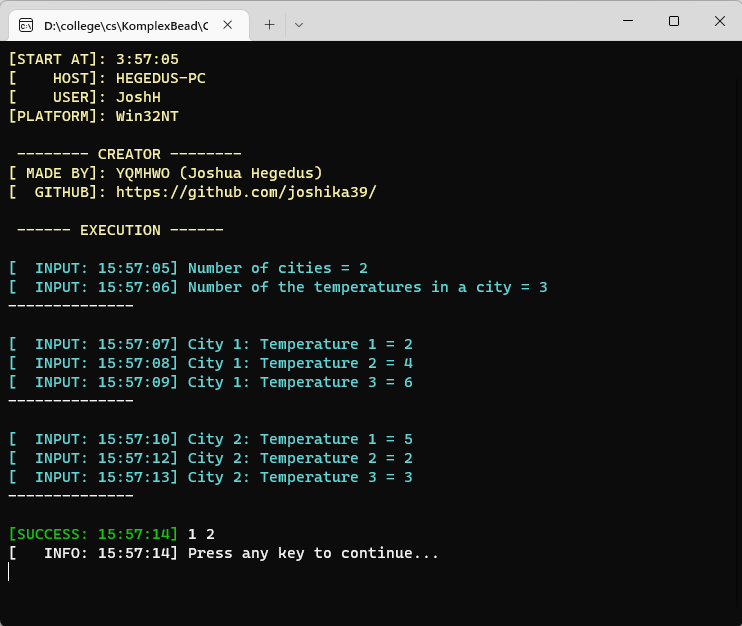 D:\college\cs\KomplexBead\C
[START AT]: 3:57:05
[    HOST]: HEGEDUS-PC
[    USER]: JoshH
[PLATFORM]: Win32NT
-------- CREATOR --------
[ MADE BY]: YQMHWO (Joshua Hegedus)
[  GITHUB]: https://github.com/joshika39/
------ EXECUTION ------
[  INPUT: 15:57:05] Number of cities = 2
[  INPUT: 15:57:06] Number of the temperatures in a city = 3
--------------
[  INPUT: 15:57:07] City 1: Temperature 1 = 2
[  INPUT: 15:57:08] City 1: Temperature 2 = 4
[  INPUT: 15:57:09] City 1: Temperature 3 = 6
--------------
[  INPUT: 15:57:10] City 2: Temperature 1 = 5
[  INPUT: 15:57:12] City 2: Temperature 2 = 2
[  INPUT: 15:57:13] City 2: Temperature 3 = 3
--------------
[SUCCESS: 15:57:14] 1 2
[   INFO: 15:57:14] Press any key to continue...